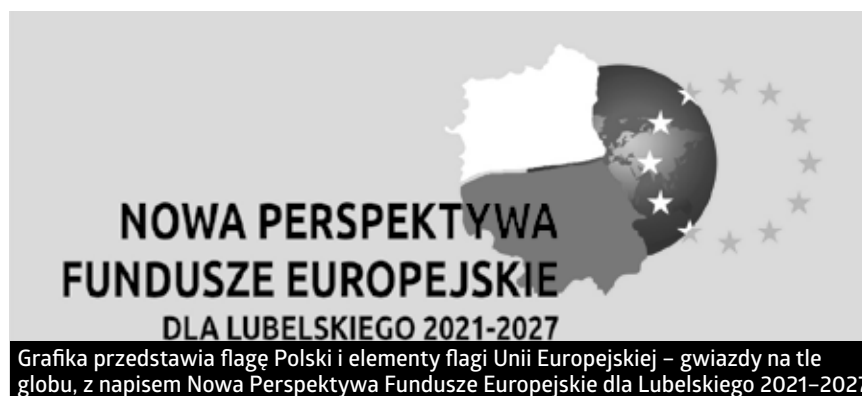 NOWA PERSPEKTYWA
FUNDUSZE EUROPEJSKIE
DLA LUBELSKIEGO 2021-2027
Grafika przedstawia flagę Polski i elementy flagi Unii Europejskiej – gwiazdy na tle
globu, z napisem Nowa Perspektywa Fundusze Europejskie dla Lubelskiego 2021–2027